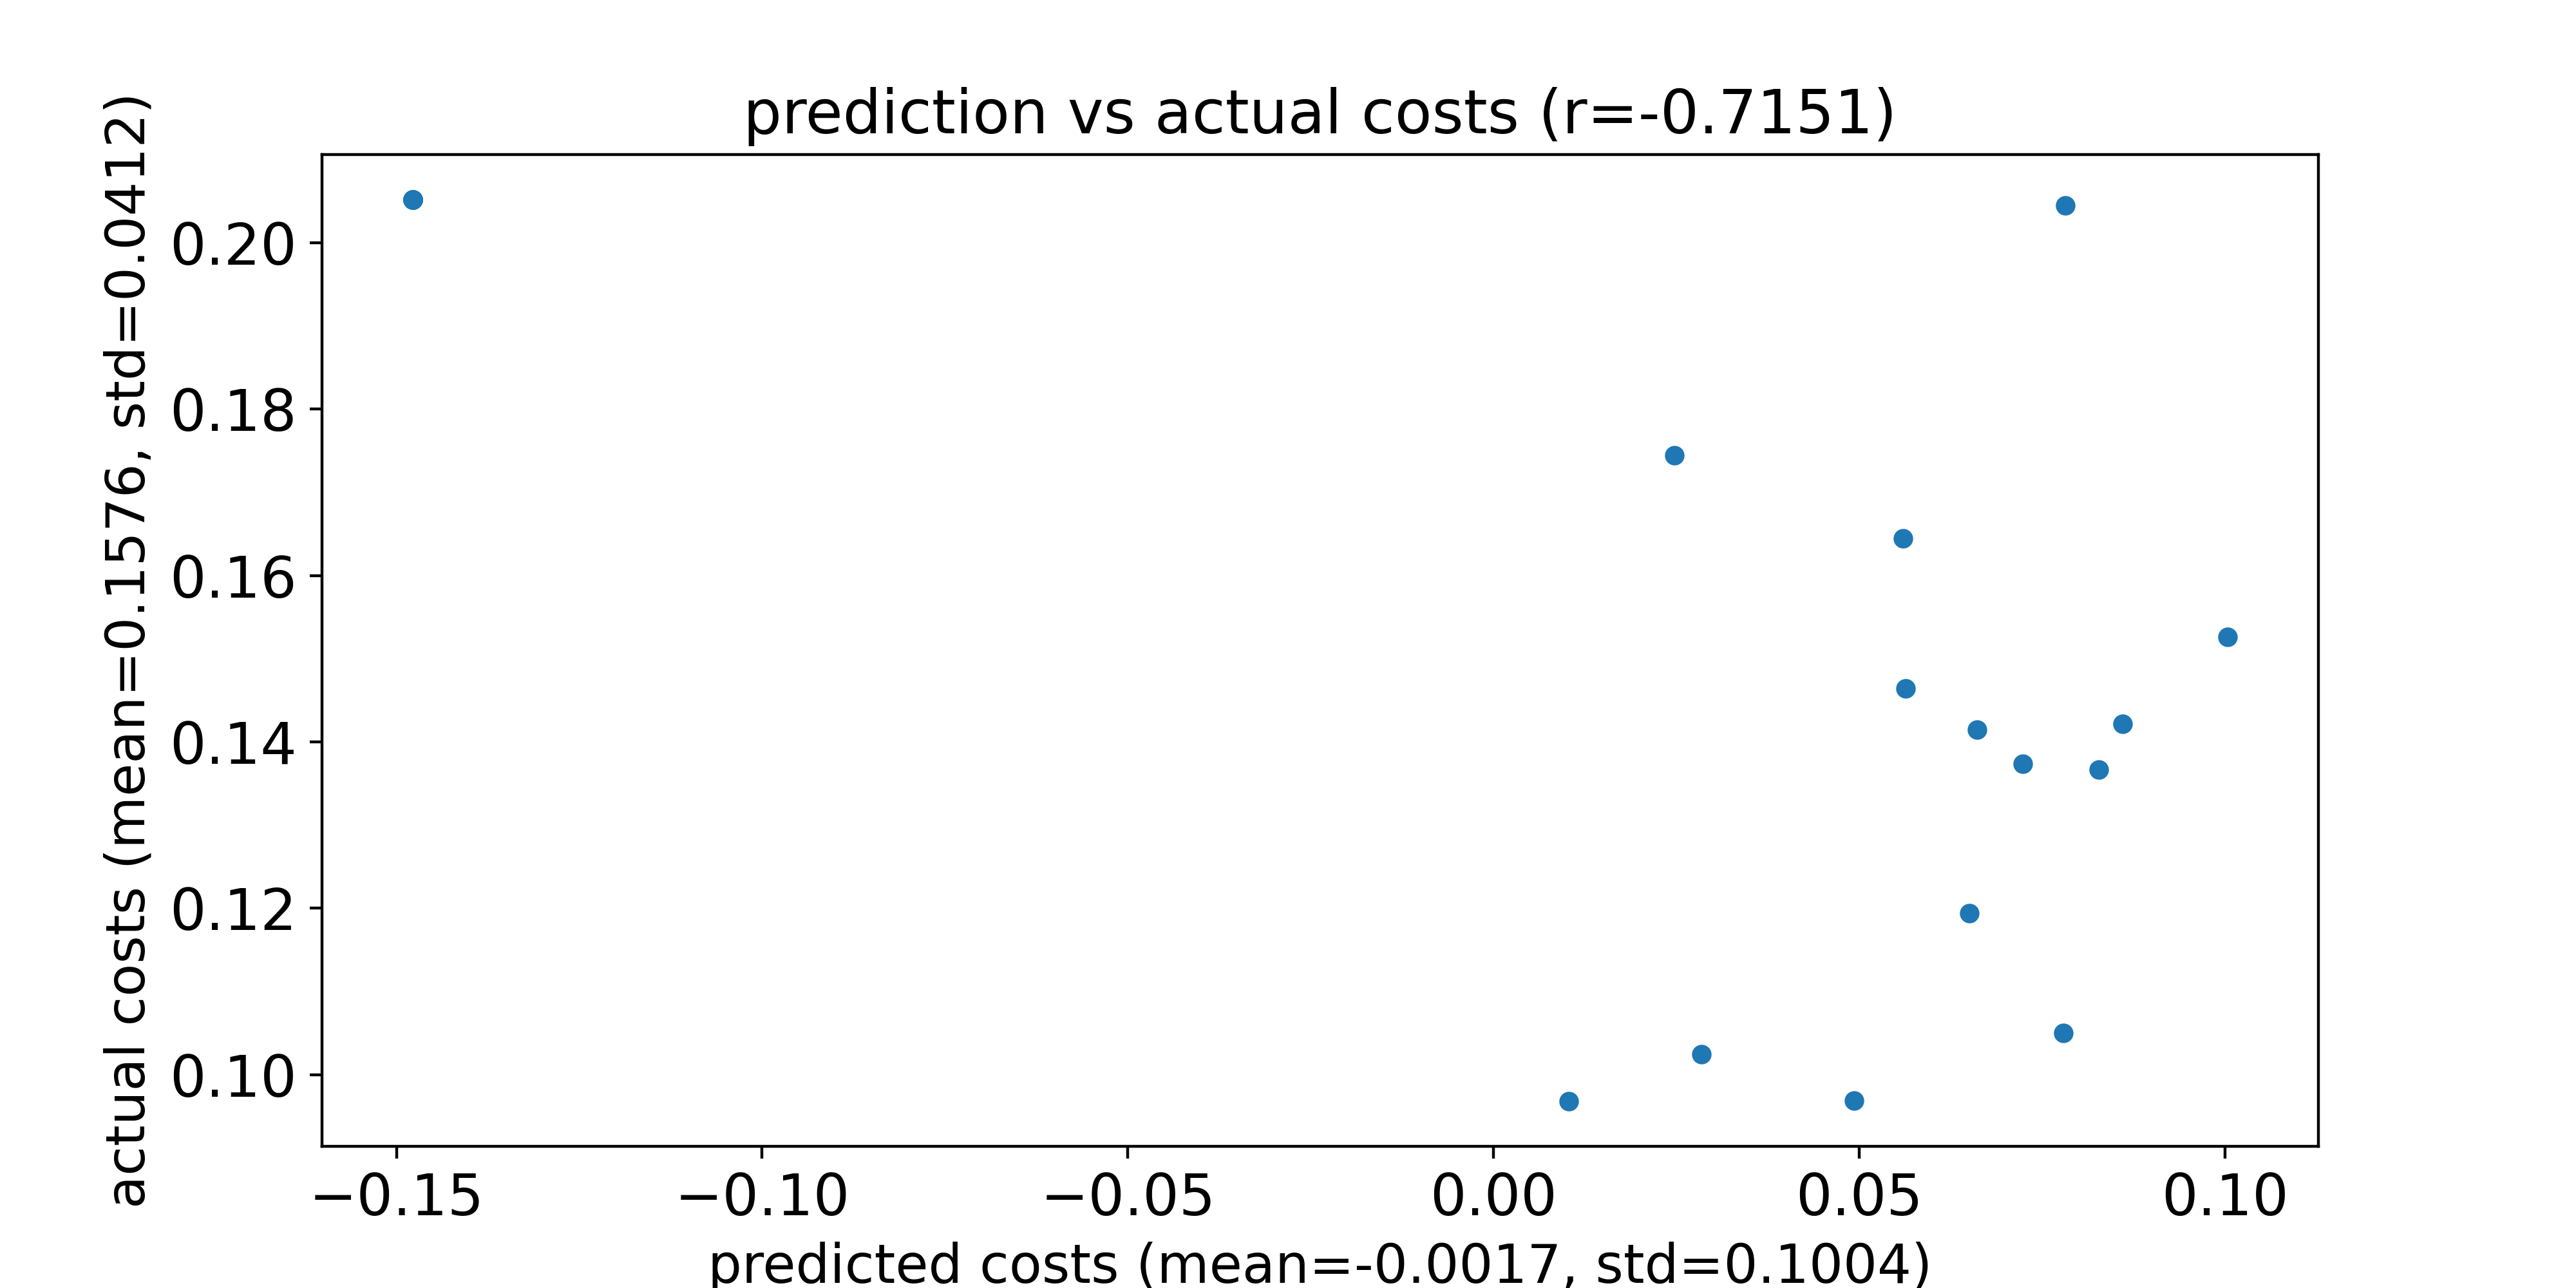 prediction vs actual costs (r=-0.7151)
actual costs (mean=0.1576, std=0.0412)
0.20
0.18
0.16
0.14
0.12
0.10
−0.15 −0.10 −0.05 0.00 0.05 0.10
predicted costs (mean=-0.0017, std=0.1004)